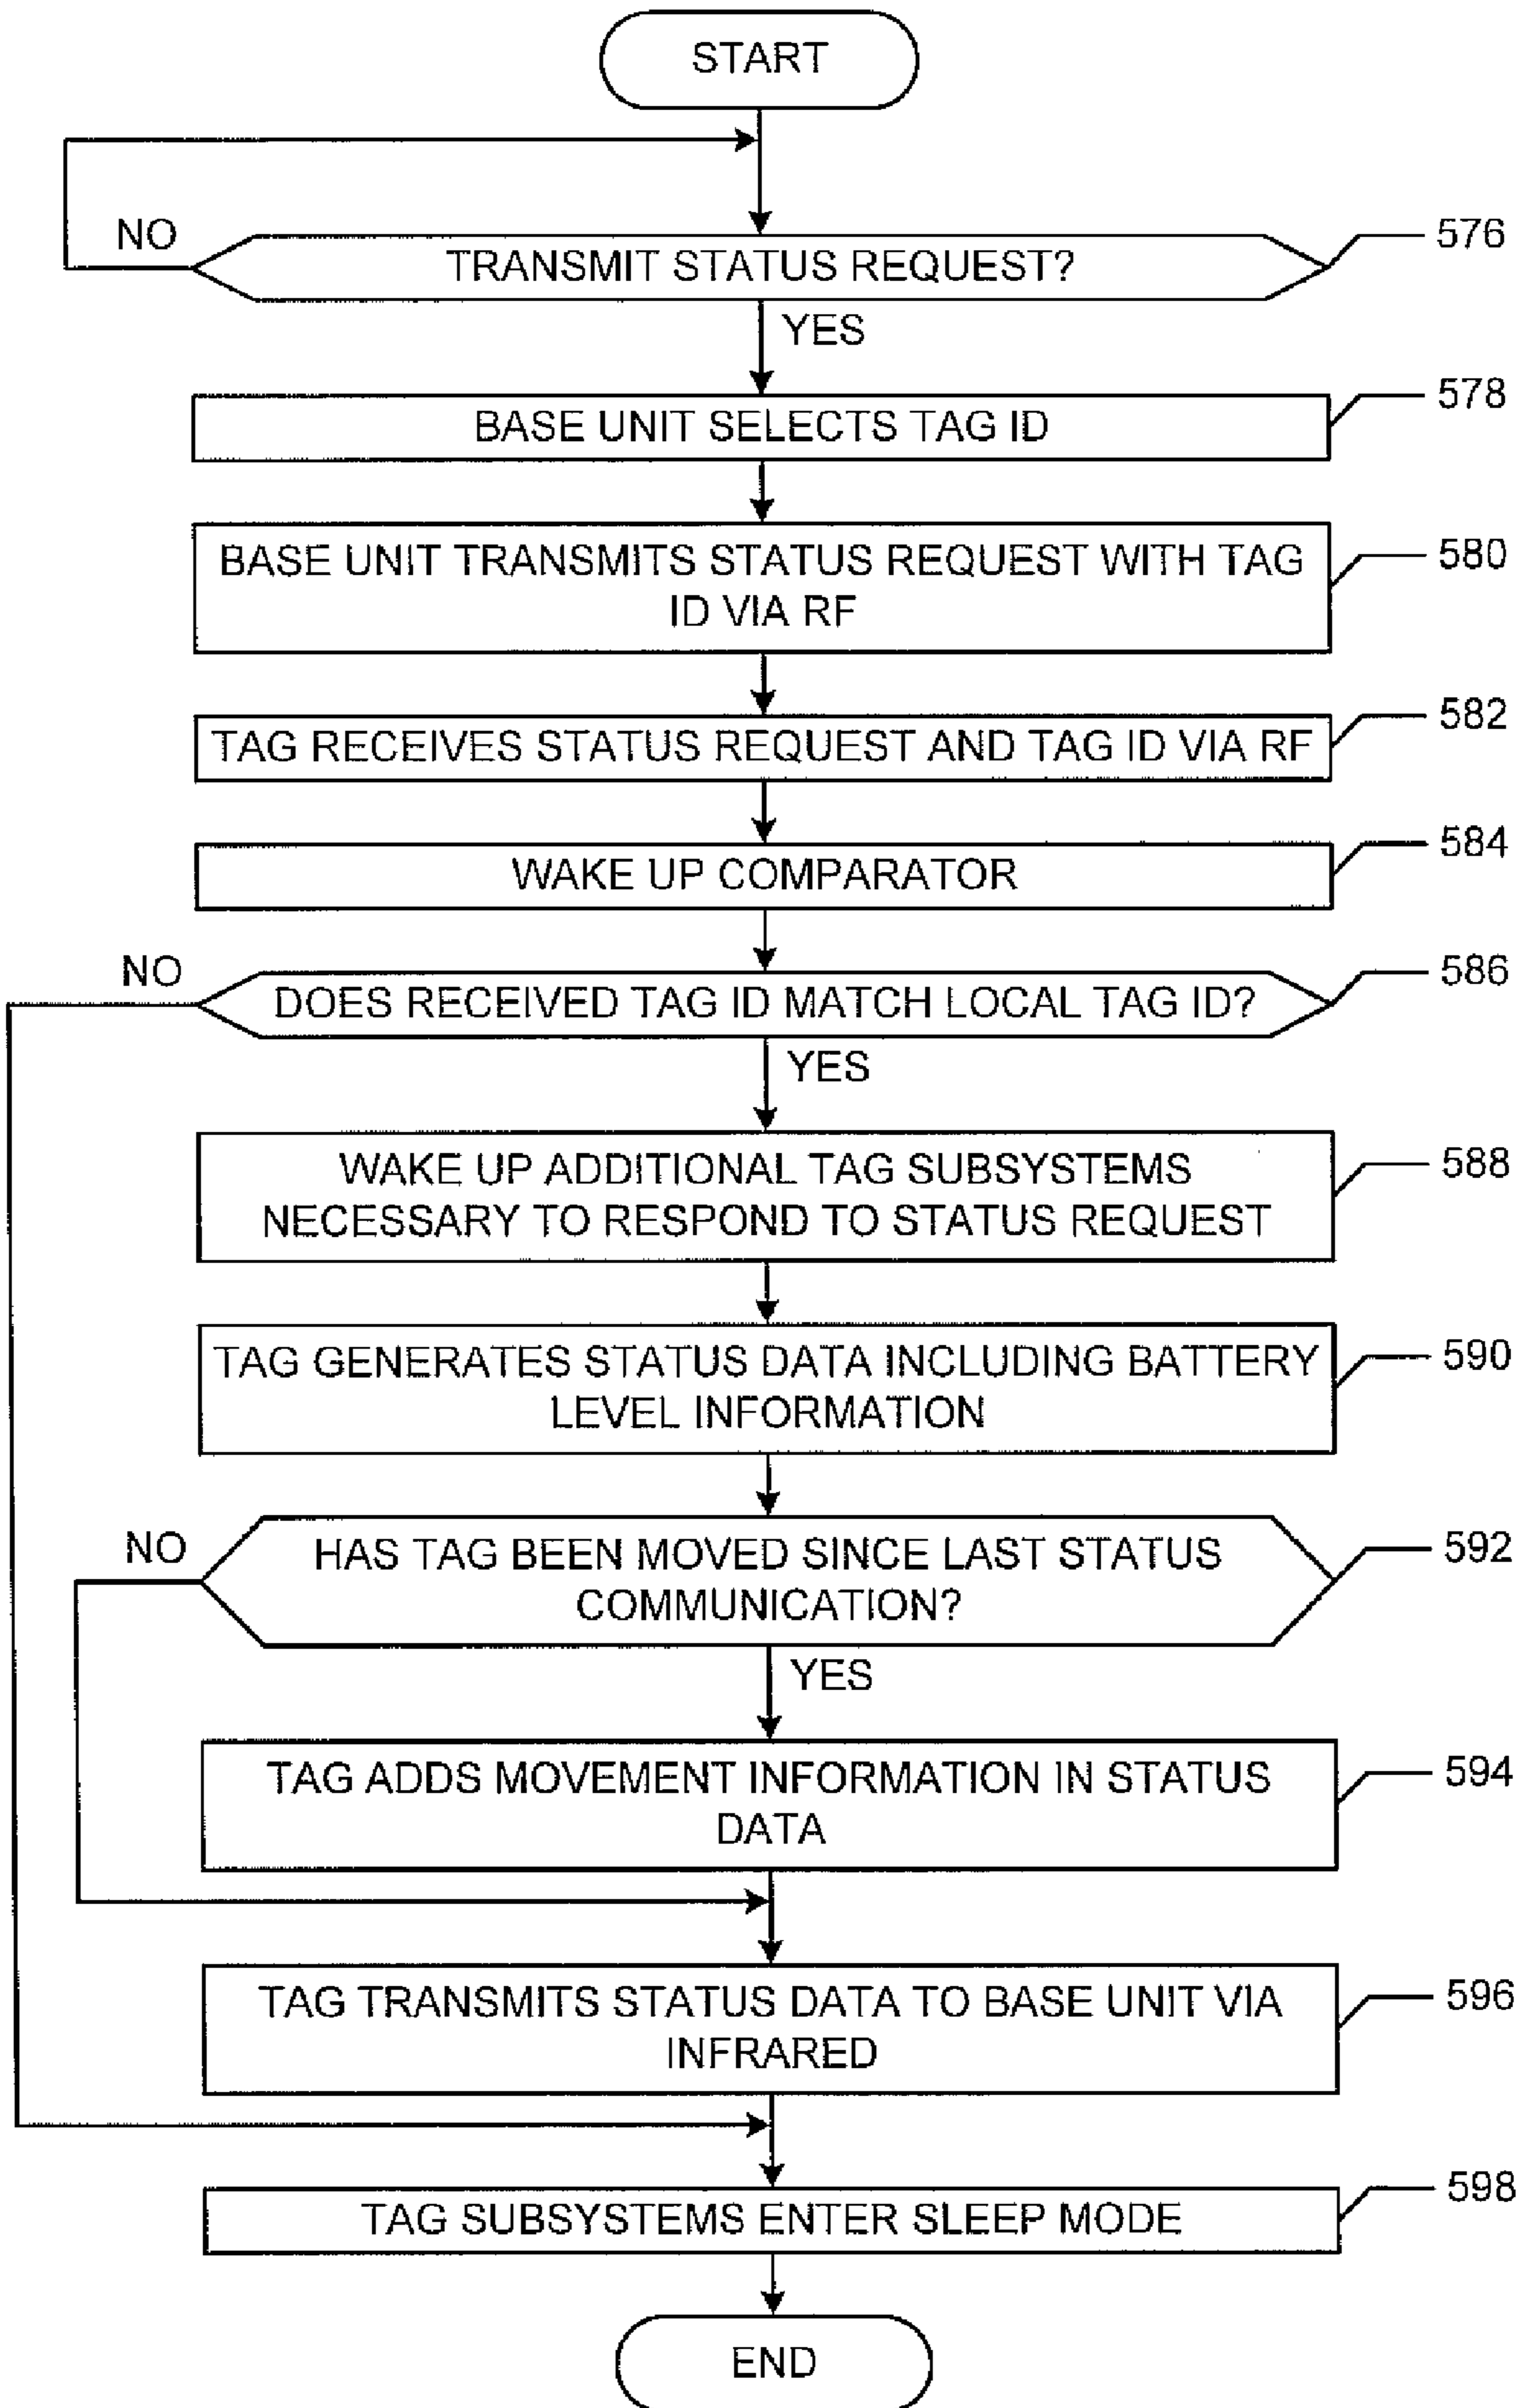 START
NO
TRANSMIT STATUS REQUEST?
576
YES
BASE UNIT SELECTS TAG ID
578
BASE UNIT TRANSMITS STATUS REQUEST WITH TAG
ID VIA RF
580
TAG RECEIVES STATUS REQUEST AND TAG ID VIA RF
582
WAKE UP COMPARATOR
584
NO
DOES RECEIVED TAG ID MATCH LOCAL TAG ID?
586
YES
WAKE UP ADDITIONAL TAG SUBSYSTEMS
NECESSARY TO RESPOND TO STATUS REQUEST
588
TAG GENERATES STATUS DATA INCLUDING BATTERY
LEVEL INFORMATION
590
NO
HAS TAG BEEN MOVED SINCE LAST STATUS
COMMUNICATION?
592
YES
TAG ADDS MOVEMENT INFORMATION IN STATUS
DATA
594
TAG TRANSMITS STATUS DATA TO BASE UNIT VIA
INFRARED
596
TAG SUBSYSTEMS ENTER SLEEP MODE
598
END